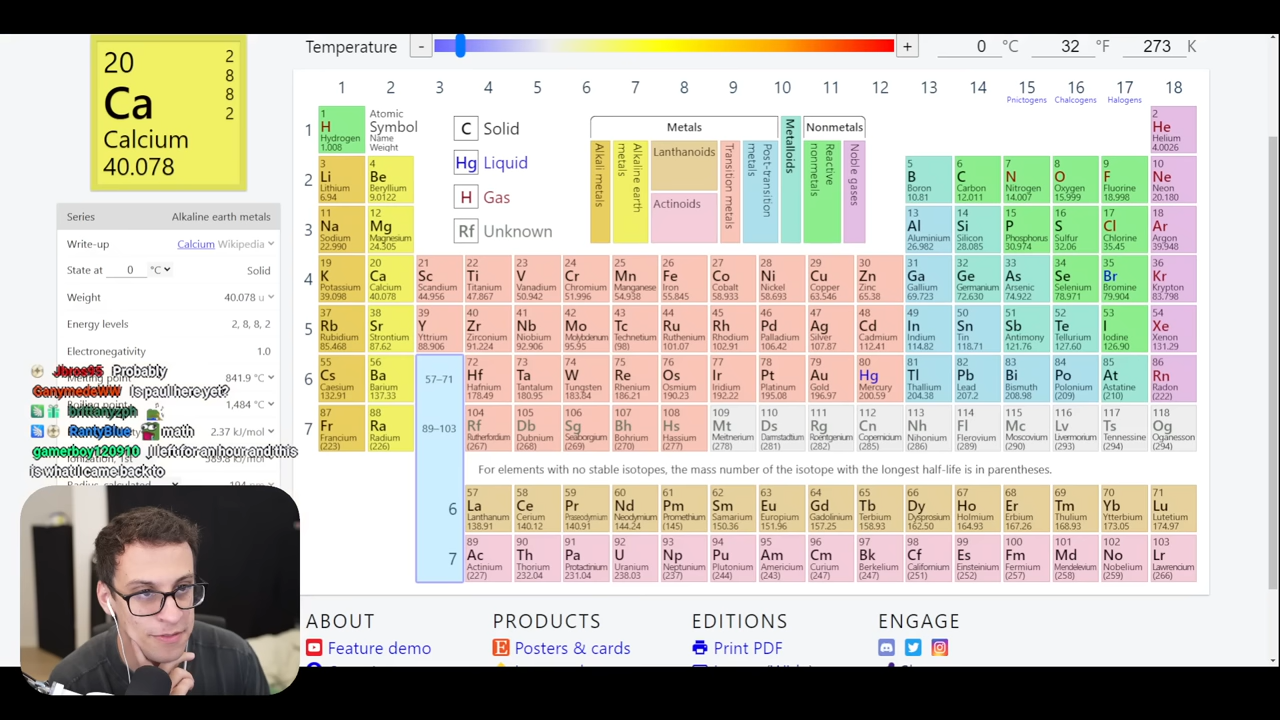 20
2
8
8
2
Ca
Calcium
40.078
Temperature
-
+
0 °C
32 °F
273 K
Series Alkaline earth metals
Write-up Calcium Wikipedia
State at 0 °C Solid
Weight 40.078 u
Energy levels 2, 8, 8, 2
Electronegativity 1.0
841.9 °C
1,484 °C
2.37 kJ/mol
Jbros95 Probably
GanymedeWW Is paul here yet?
brittanyzph
RantyBlue math
gamerboy120910 I left for an hour and this
is what I came back to
1 2 3 4 5 6 7 8 9 10 11 12 13 14 15 16 17 18
Pnictogens Chalcogens Halogens
Atomic
Symbol
Name
Weight
C Solid
Hg Liquid
H Gas
Rf Unknown
Metals
Metalloids
Nonmetals
Alkali metals
Alkaline earth metals
Lanthanoids
Actinoids
Transition metals
Post-transition metals
Reactive nonmetals
Noble gases
1
1 2
H He
Hydrogen Helium
1.008 4.0026
2
3 4 5 6 7 8 9 10
Li Be B C N O F Ne
Lithium Beryllium Boron Carbon Nitrogen Oxygen Fluorine Neon
6.94 9.0122 10.81 12.011 14.007 15.999 18.998 20.180
3
11 12 13 14 15 16 17 18
Na Mg Al Si P S Cl Ar
Sodium Magnesium Aluminium Silicon Phosphorus Sulfur Chlorine Argon
22.990 24.305 26.982 28.085 30.974 32.06 35.45 39.948
4
19 20 21 22 23 24 25 26 27 28 29 30 31 32 33 34 35 36
K Ca Sc Ti V Cr Mn Fe Co Ni Cu Zn Ga Ge As Se Br Kr
Potassium Calcium Scandium Titanium Vanadium Chromium Manganese Iron Cobalt Nickel Copper Zinc Gallium Germanium Arsenic Selenium Bromine Krypton
39.098 40.078 44.956 47.867 50.942 51.996 54.938 55.845 58.933 58.693 63.546 65.38 69.723 72.630 74.922 78.971 79.904 83.798
5
37 38 39 40 41 42 43 44 45 46 47 48 49 50 51 52 53 54
Rb Sr Y Zr Nb Mo Tc Ru Rh Pd Ag Cd In Sn Sb Te I Xe
Rubidium Strontium Yttrium Zirconium Niobium Molybdenum Technetium Ruthenium Rhodium Palladium Silver Cadmium Indium Tin Antimony Tellurium Iodine Xenon
85.468 87.62 88.906 91.224 92.906 95.95 (98) 101.07 102.91 106.42 107.87 112.41 114.82 118.71 121.76 127.60 126.90 131.29
6
55 56 57–71 72 73 74 75 76 77 78 79 80 81 82 83 84 85 86
Cs Ba Hf Ta W Re Os Ir Pt Au Hg Tl Pb Bi Po At Rn
Caesium Barium Hafnium Tantalum Tungsten Rhenium Osmium Iridium Platinum Gold Mercury Thallium Lead Bismuth Polonium Astatine Radon
132.91 137.33 178.49 180.95 183.84 186.21 190.23 192.22 195.08 196.97 200.59 204.38 207.2 208.98 (209) (210) (222)
7
87 88 89–103 104 105 106 107 108 109 110 111 112 113 114 115 116 117 118
Fr Ra Rf Db Sg Bh Hs Mt Ds Rg Cn Nh Fl Mc Lv Ts Og
Francium Radium Rutherfordium Dubnium Seaborgium Bohrium Hassium Meitnerium Darmstadtium Roentgenium Copernicium Nihonium Flerovium Moscovium Livermorium Tennessine Oganesson
(223) (226) (267) (268) (269) (270) (277) (278) (281) (282) (285) (286) (289) (290) (293) (294) (294)
For elements with no stable isotopes, the mass number of the isotope with the longest half-life is in parentheses.
6
57 58 59 60 61 62 63 64 65 66 67 68 69 70 71
La Ce Pr Nd Pm Sm Eu Gd Tb Dy Ho Er Tm Yb Lu
Lanthanum Cerium Praseodymium Neodymium Promethium Samarium Europium Gadolinium Terbium Dysprosium Holmium Erbium Thulium Ytterbium Lutetium
138.91 140.12 140.91 144.24 (145) 150.36 151.96 157.25 158.93 162.50 164.93 167.26 168.93 173.05 174.97
7
89 90 91 92 93 94 95 96 97 98 99 100 101 102 103
Ac Th Pa U Np Pu Am Cm Bk Cf Es Fm Md No Lr
Actinium Thorium Protactinium Uranium Neptunium Plutonium Americium Curium Berkelium Californium Einsteinium Fermium Mendelevium Nobelium Lawrencium
(227) 232.04 231.04 238.03 (237) (244) (243) (247) (247) (251) (252) (257) (258) (259) (266)
ABOUT PRODUCTS EDITIONS ENGAGE
Feature demo Posters & cards Print PDF